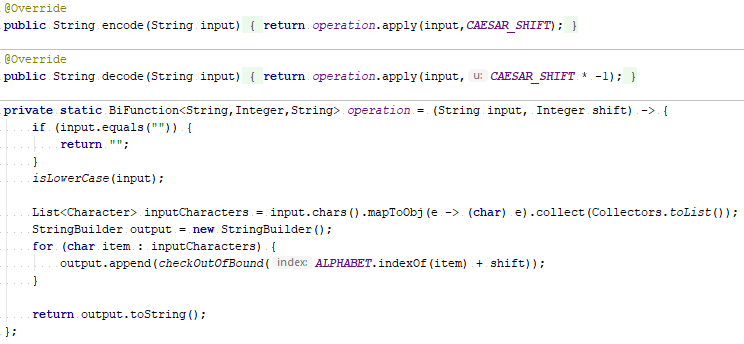 @Override
public String encode(String input) { return operation.apply(input,CAESAR_SHIFT); }
@Override
public String decode(String input) { return operation.apply(input, u: CAESAR_SHIFT * -1); }
private static BiFunction<String,Integer,String> operation = (String input, Integer shift) -> {
if (input.equals("")) {
return "";
}
isLowerCase(input);
List<Character> inputCharacters = input.chars().mapToObj(e -> (char) e).collect(Collectors.toList());
StringBuilder output = new StringBuilder();
for (char item : inputCharacters) {
output.append(checkOutOfBound( index: ALPHABET.indexOf(item) + shift));
}
return output.toString();
};